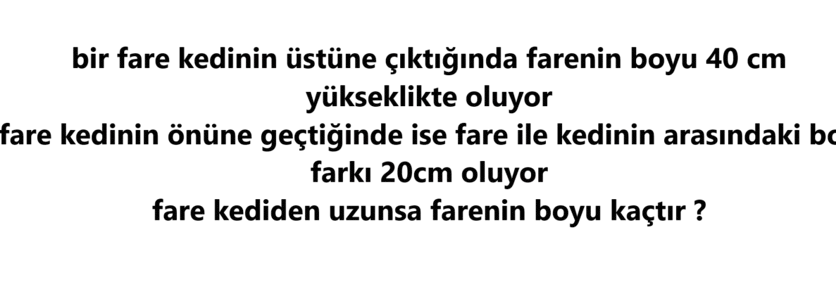 bir fare kedinin üstüne çıktığında farenin boyu 40 cm
yükseklikte oluyor
fare kedinin önüne geçtiğinde ise fare ile kedinin arasındaki
farkı 20cm oluyor
fare kediden uzunsa farenin boyu kaçtır ?